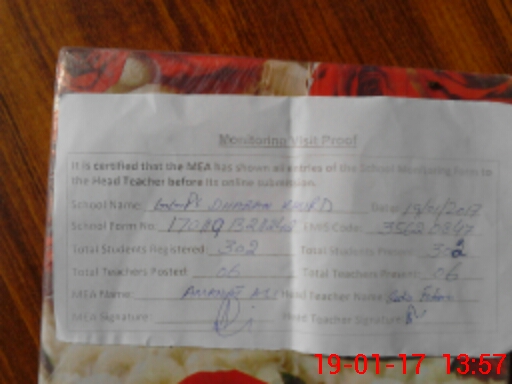 Monitoring Visit Proof
It is certified that the MEA has shown all entries of the School Monitoring Form to
the Head Teacher before its online submission.
School Name: Date: 19/01/2017
School Form No: EMIS Code:
Total Students Registered: 302 Total Students Present: 302
Total Teachers Posted: 06 Total Teachers Present: 06
MEA Name: Amanat Ali Head Teacher Name:
MEA Signature: Head Teacher Signature:
19-01-17 13:57